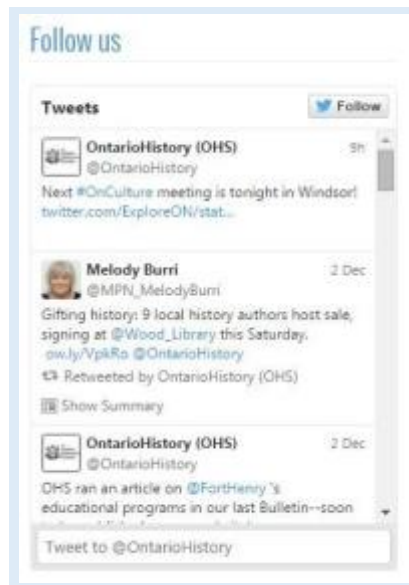 Follow us
Tweets
Follow
OntarioHistory (OHS)
9h
@OntarioHistory
Next #OnCulture meeting is tonight in Windsor!
twitter.com/ExploreON/stat...
Melody Burri
2 Dec
@MPN_MelodyBurri
Gifting history: 9 local history authors host sale,
signing at @Wood_Library this Saturday.
ow.ly/VpkRo @OntarioHistory
Retweeted by OntarioHistory (OHS)
Show Summary
OntarioHistory (OHS)
2 Dec
@OntarioHistory
OHS ran an article on @FortHenry 's
educational programs in our last Bulletin--soon
Tweet to @OntarioHistory